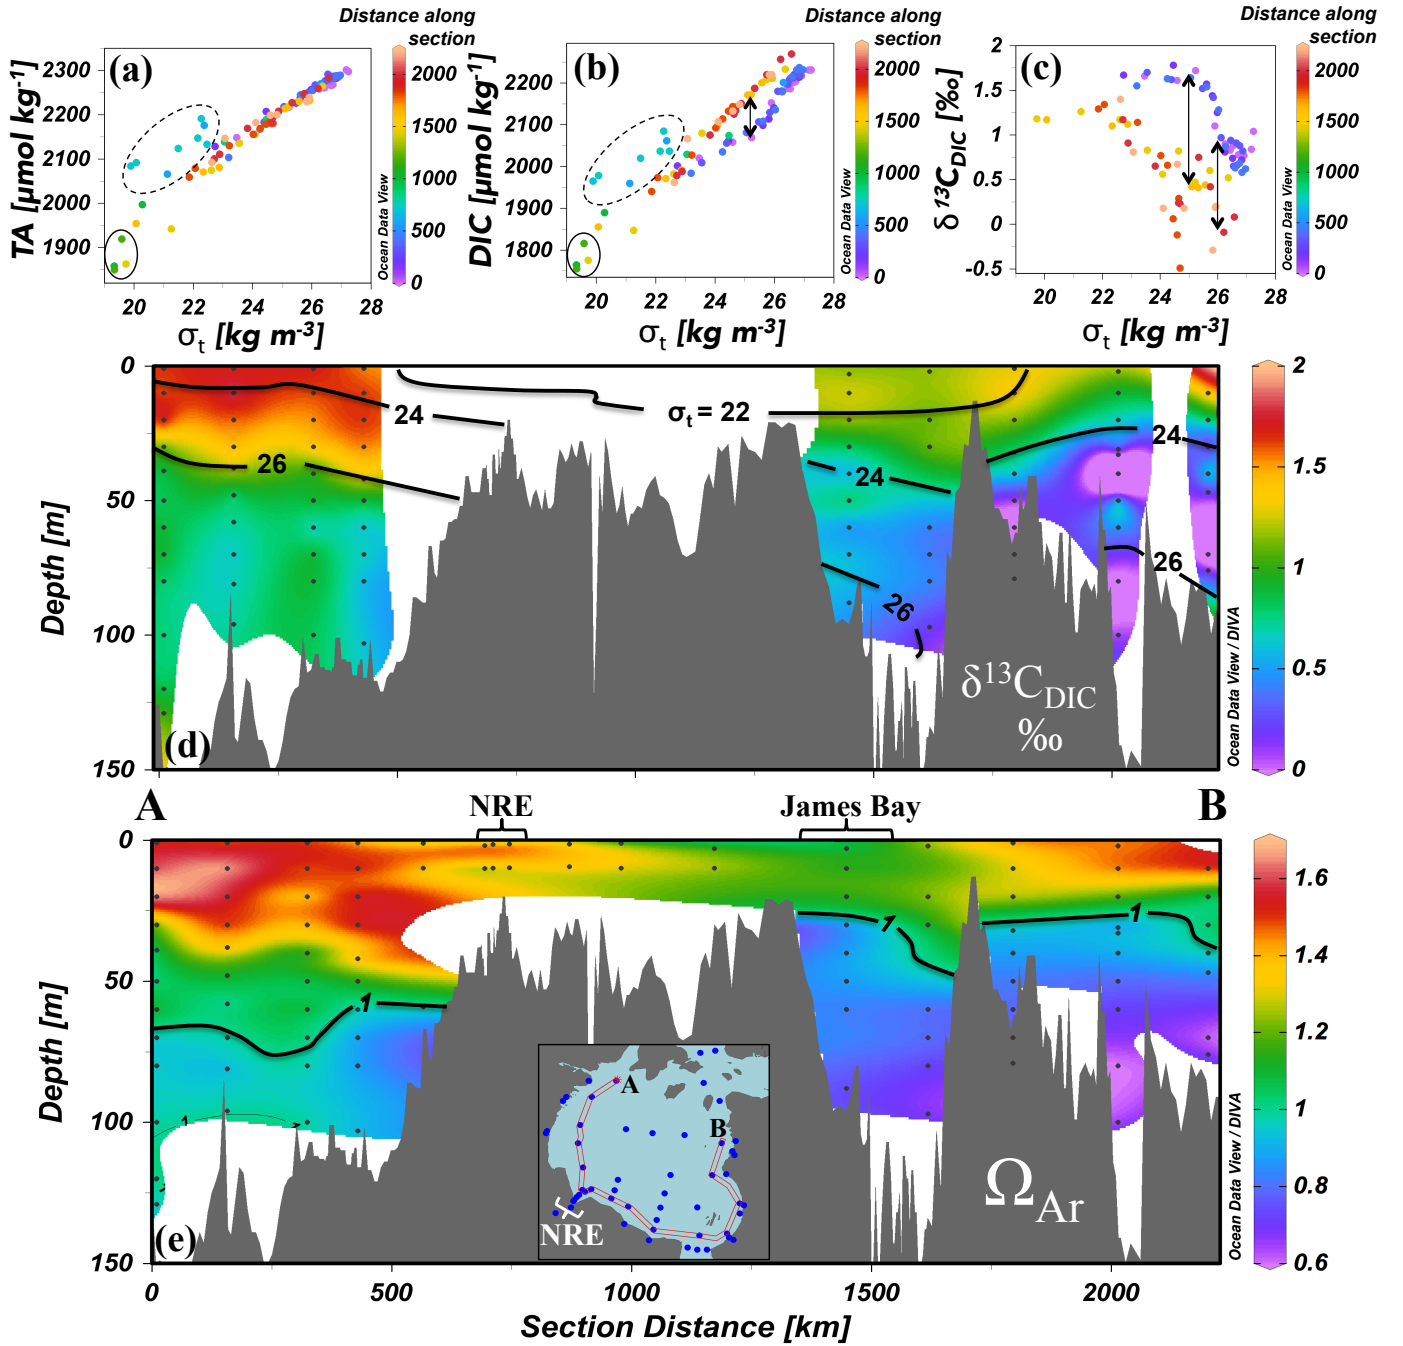 Distance along
section
(a)
TA [µmol kg-1]
2300
2200
2100
2000
1900
20
22
24
26
28
σt [kg m-3]
2000
1500
1000
500
0
Ocean Data View
Distance along
section
(b)
DIC [µmol kg-1]
2200
2100
2000
1900
1800
20
22
24
26
28
σt [kg m-3]
2000
1500
1000
500
0
Ocean Data View
Distance along
section
(c)
δ13CDIC [‰]
2
1.5
1
0.5
0
-0.5
20
22
24
26
28
σt [kg m-3]
2000
1500
1000
500
0
Ocean Data View
Depth [m]
0
50
100
150
24
26
σt = 22
24
26
24
26
δ13CDIC
‰
(d)
2
1.5
1
0.5
0
Ocean Data View / DIVA
A
NRE
James Bay
B
Depth [m]
0
50
100
150
1
1
1
1
A
B
NRE
ΩAr
(e)
1.6
1.4
1.2
1
0.8
0.6
Ocean Data View / DIVA
0
500
1000
1500
2000
Section Distance [km]